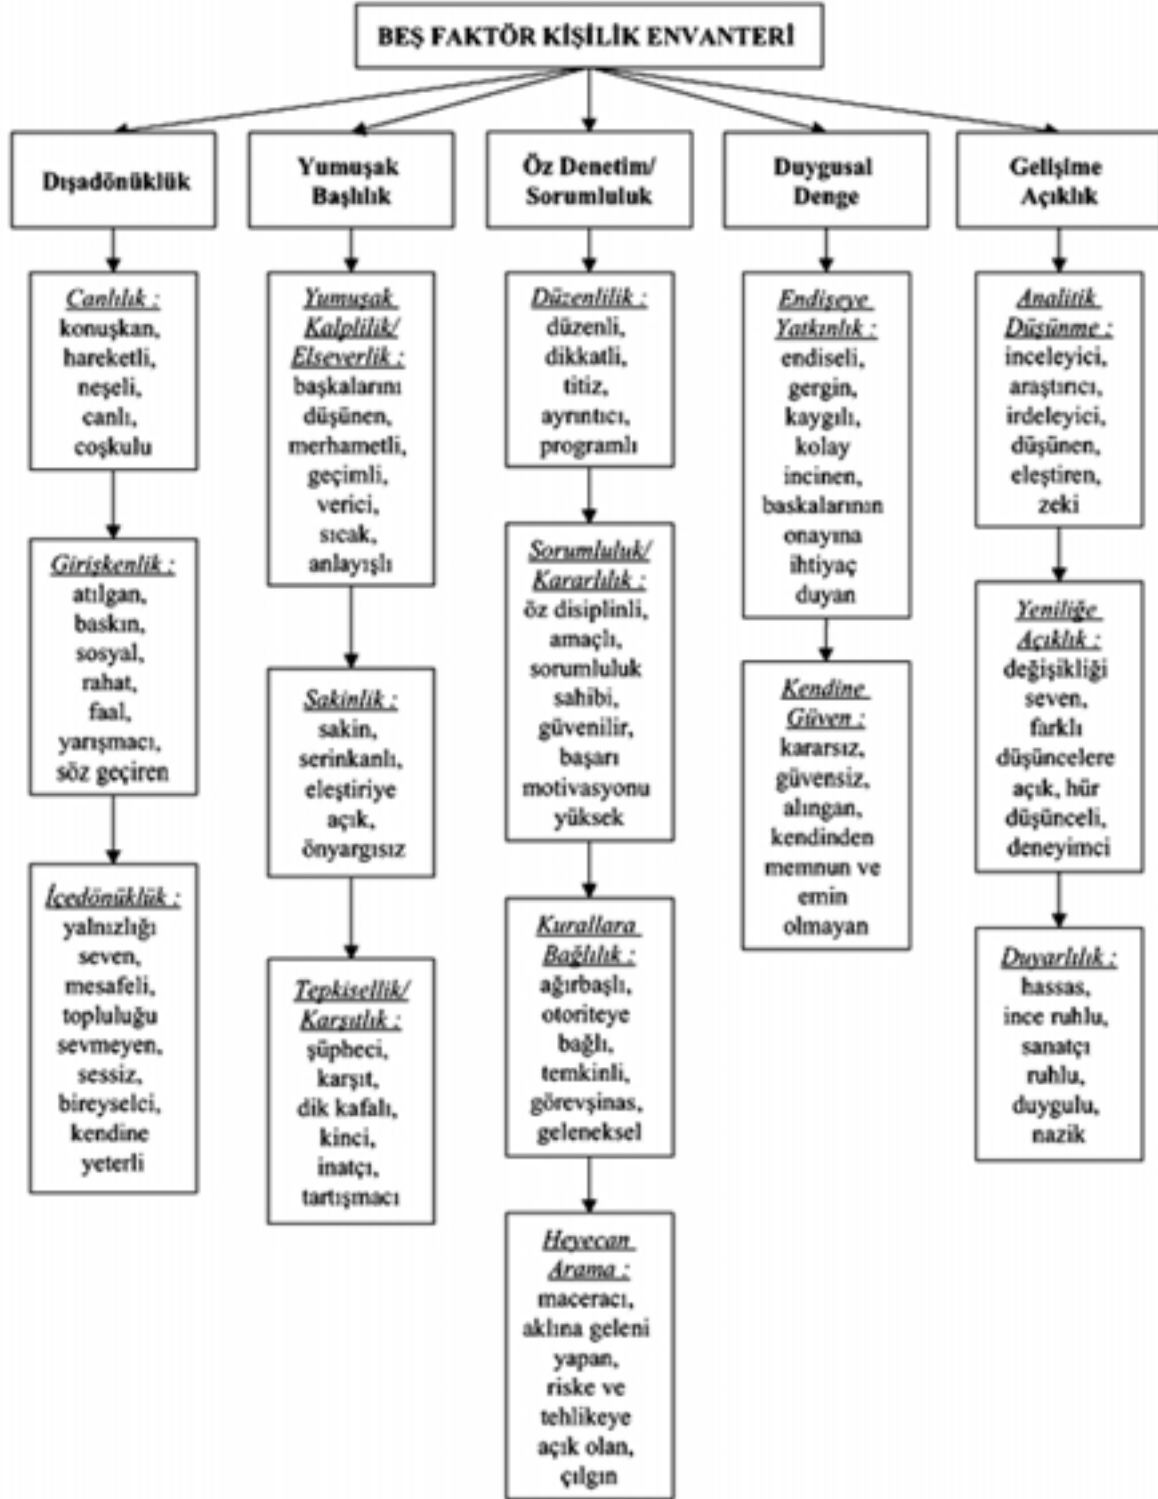 BEŞ FAKTÖR KİŞİLİK ENVANTERİ
Dışadönüklük
Canlılık :
konuşkan,
hareketli,
neşeli,
canlı,
coşkulu
Girişkenlik :
atılgan,
baskın,
sosyal,
rahat,
faal,
yarışmacı,
söz geçiren
İçedönüklük :
yalnızlığı
seven,
mesafeli,
topluluğu
sevmeyen,
sessiz,
bireyselci,
kendine
yeterli
Yumuşak
Başlılık
Yumuşak
Kalplilik/
Elseverlik :
başkalarını
düşünen,
merhametli,
geçimli,
verici,
sıcak,
anlayışlı
Sakinlik :
sakin,
serinkanlı,
eleştiriye
açık,
önyargısız
Tepkisellik/
Karşıtlık :
şüpheci,
karşıt,
dik kafalı,
kinci,
inatçı,
tartışmacı
Öz Denetim/
Sorumluluk
Düzenlilik :
düzenli,
dikkatli,
titiz,
ayrıntıcı,
programlı
Sorumluluk/
Kararlılık :
öz disiplinli,
amaçlı,
sorumluluk
sahibi,
güvenilir,
başarı
motivasyonu
yüksek
Kurallara
Bağlılık :
ağırbaşlı,
otoriteye
bağlı,
temkinli,
görevşinas,
geleneksel
Heyecan
Arama :
maceracı,
aklına geleni
yapan,
riske ve
tehlikeye
açık olan,
çılgın
Duygusal
Denge
Endişeye
Yatkınlık :
endiseli,
gergin,
kaygılı,
kolay
incinen,
baskalarının
onayına
ihtiyaç
duyan
Kendine
Güven :
kararsız,
güvensiz,
alıngan,
kendinden
memnun ve
emin
olmayan
Gelişime
Açıklık
Analitik
Düşünme :
inceleyici,
araştırıcı,
irdeleyici,
düşünen,
eleştiren,
zeki
Yeniliğe
Açıklık :
değişikliği
seven,
farklı
düşüncelere
açık, hür
düşünceli,
deneyimci
Duyarlılık :
hassas,
ince ruhlu,
sanatçı
ruhlu,
duygulu,
nazik